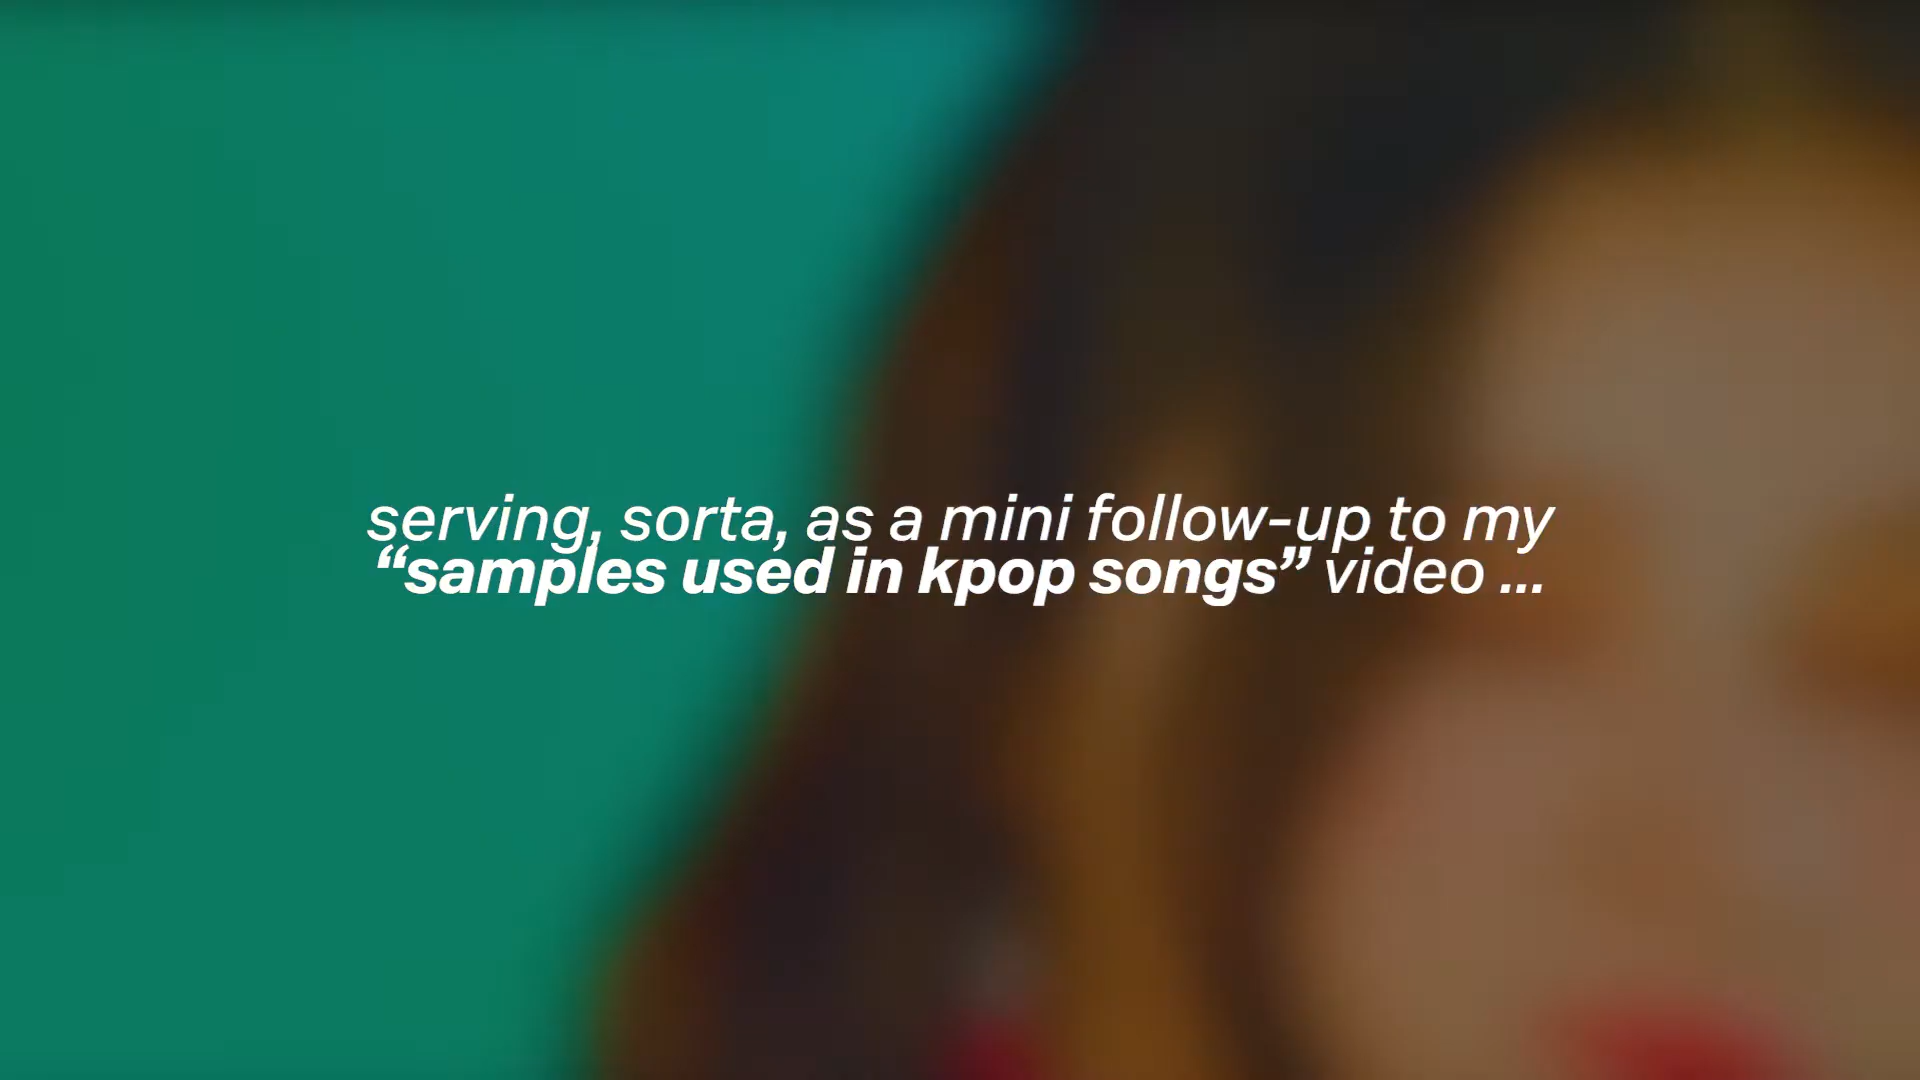 serving, sorta, as a mini follow-up to my
“samples used in kpop songs” video ...